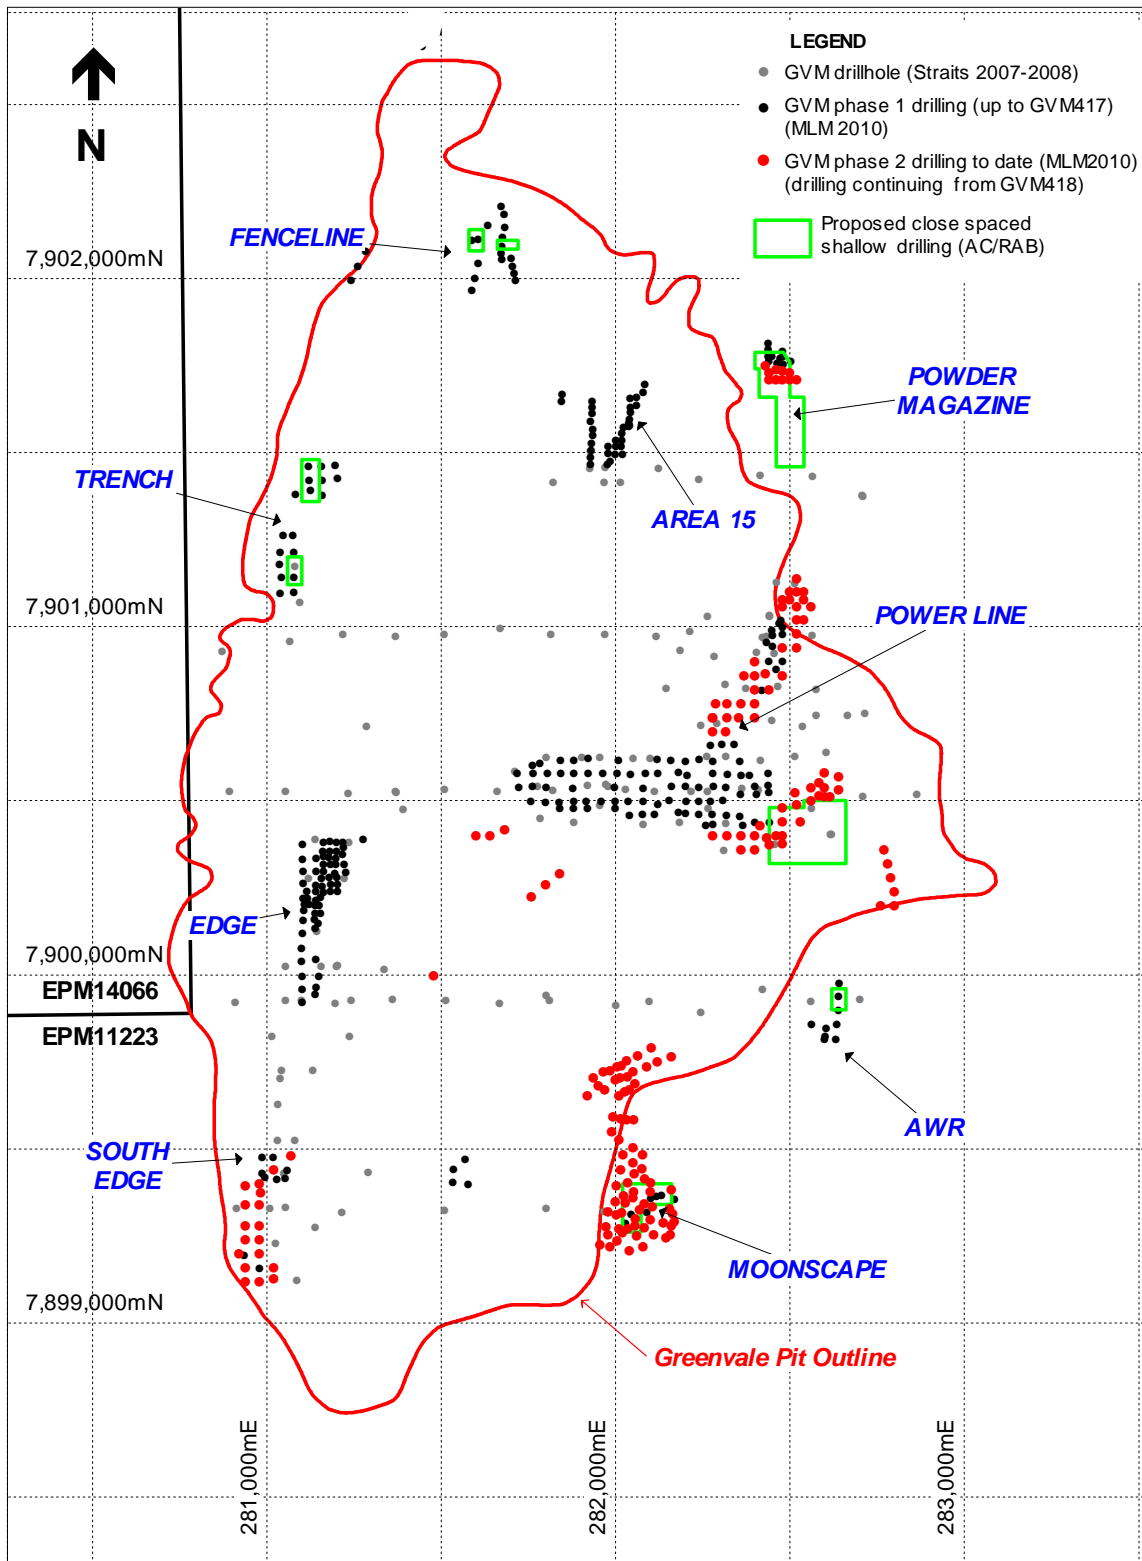 LEGEND
GVM drillhole (Straits 2007-2008)
GVM phase 1 drilling (up to GVM417)
(MLM 2010)
GVM phase 2 drilling to date (MLM2010)
(drilling continuing from GVM418)
Proposed close spaced
shallow drilling (AC/RAB)
N
FENCELINE
7,902,000mN
POWDER
MAGAZINE
TRENCH
AREA 15
7,901,000mN
POWER LINE
EDGE
7,900,000mN
EPM14066
EPM11223
AWR
SOUTH
EDGE
MOONSCAPE
7,899,000mN
Greenvale Pit Outline
281,000mE
282,000mE
283,000mE